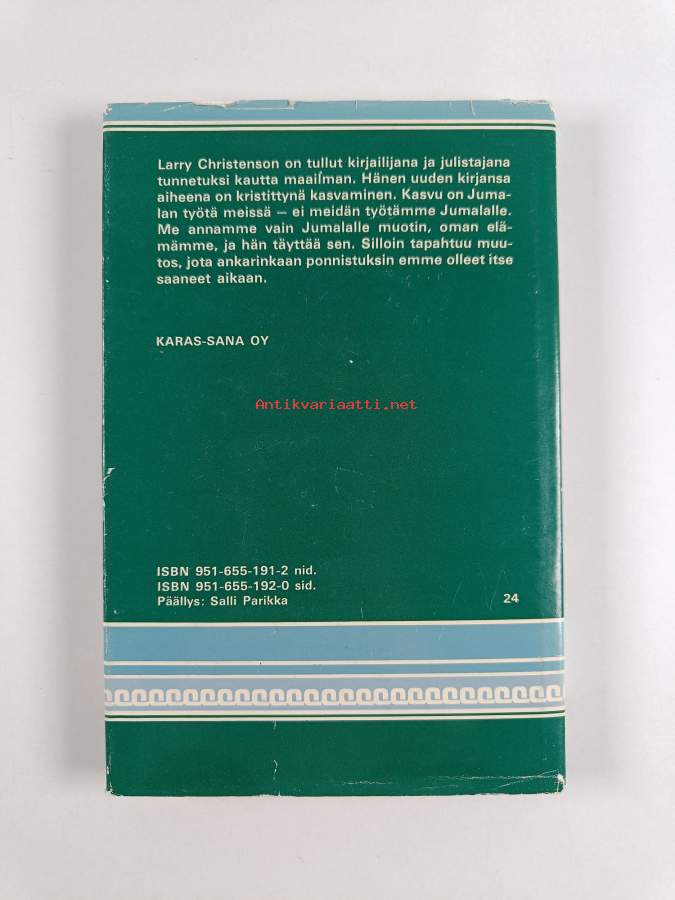 Larry Christenson on tullut kirjailijana ja julistajana
tunnetuksi kautta maailman. Hänen uuden kirjansa
aiheena on kristittynä kasvaminen. Kasvu on Juma-
lan työtä meissä – ei meidän työtämme Jumalalle.
Me annamme vain Jumalalle muotin, oman elä-
mämme, ja hän täyttää sen. Silloin tapahtuu muu-
tos, jota ankarinkaan ponnistuksin emme olleet itse
saaneet aikaan.
KARAS-SANA OY
Antikvariaatti.net
ISBN 951-655-191-2 nid.
ISBN 951-655-192-0 sid.
Päällys: Salli Parikka 24